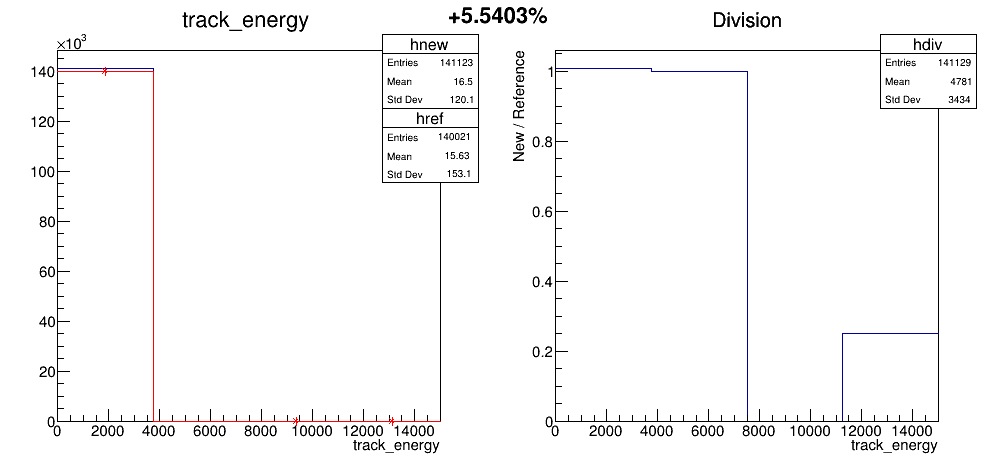 track_energy
+5.5403%
Division
×10³
hnew
Entries 141123
Mean 16.5
Std Dev 120.1
href
Entries 140021
Mean 15.63
Std Dev 153.1
140
120
100
80
60
40
20
0
0 2000 4000 6000 8000 10000 12000 14000
track_energy
hdiv
Entries 141129
Mean 4781
Std Dev 3434
New / Reference
1
0.8
0.6
0.4
0.2
0
0 2000 4000 6000 8000 10000 12000 14000
track_energy